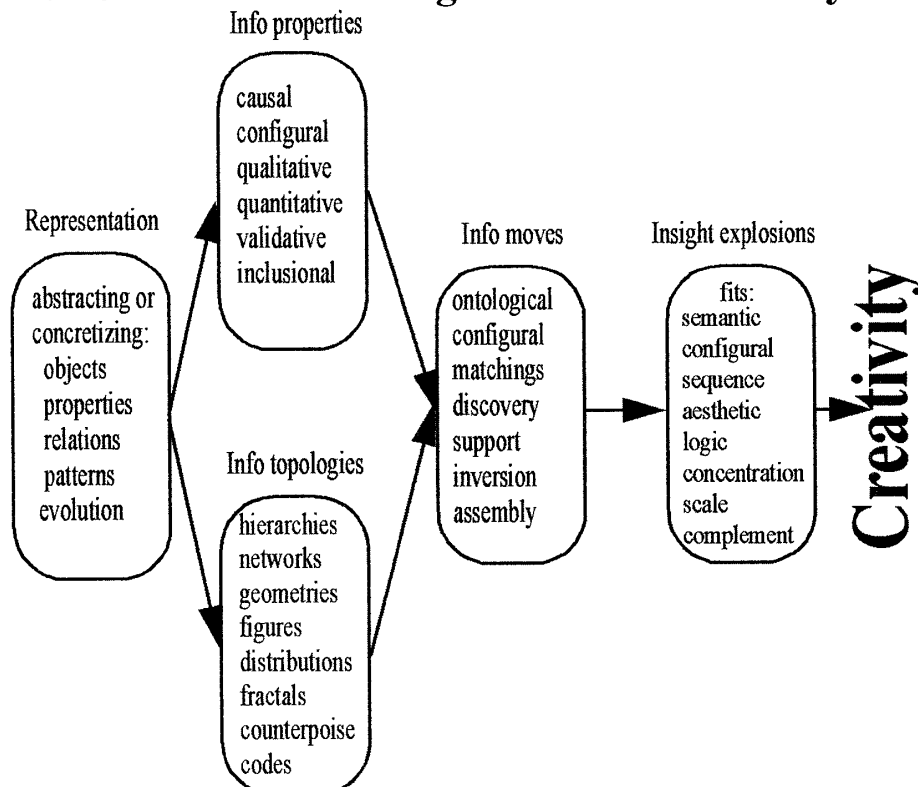 Info properties
causal
configural
qualitative
quantitative
validative
inclusional
Representation
abstracting or
concretizing:
objects
properties
relations
patterns
evolution
Info topologies
hierarchies
networks
geometries
figures
distributions
fractals
counterpoise
codes
Info moves
ontological
configural
matchings
discovery
support
inversion
assembly
Insight explosions
fits:
semantic
configural
sequence
aesthetic
logic
concentration
scale
complement
Creativity